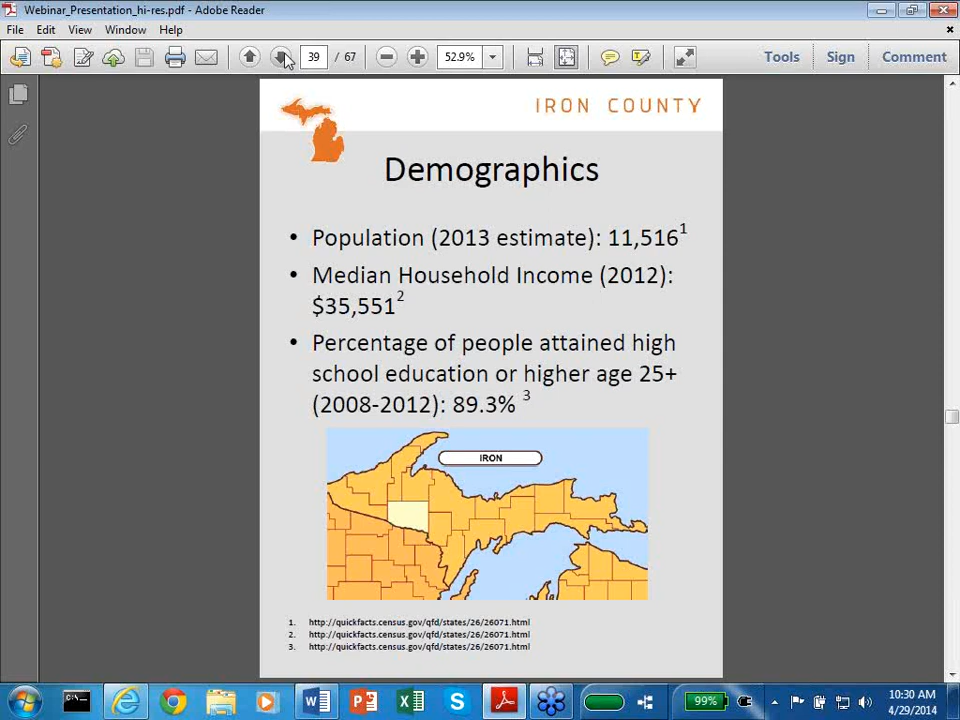 Webinar_Presentation_hi-res.pdf - Adobe Reader
File Edit View Window Help
39 / 67 52.9% Tools Sign Comment
IRON COUNTY
Demographics
• Population (2013 estimate): 11,516¹
• Median Household Income (2012):
$35,551²
• Percentage of people attained high
school education or higher age 25+
(2008-2012): 89.3% ³
IRON
1. http://quickfacts.census.gov/qfd/states/26/26071.html
2. http://quickfacts.census.gov/qfd/states/26/26071.html
3. http://quickfacts.census.gov/qfd/states/26/26071.html
99%
10:30 AM
4/29/2014